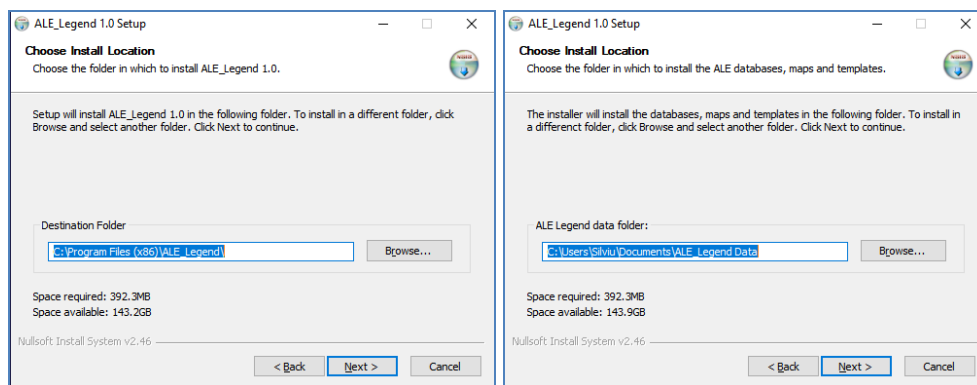 ALE_Legend 1.0 Setup
Choose Install Location
Choose the folder in which to install ALE_Legend 1.0.
Setup will install ALE_Legend 1.0 in the following folder. To install in a different folder, click
Browse and select another folder. Click Next to continue.
Destination Folder
C:\Program Files (x86)\ALE_Legend\
Browse...
Space required: 392.3MB
Space available: 143.2GB
Nullsoft Install System v2.46
< Back
Next >
Cancel
ALE_Legend 1.0 Setup
Choose Install Location
Choose the folder in which to install the ALE databases, maps and templates.
The installer will install the databases, maps and templates in the following folder. To install in
a differenct folder, click Browse and select another folder. Click Next to continue.
ALE Legend data folder:
C:\Users\Silviu\Documents\ALE_Legend Data
Browse...
Space required: 392.3MB
Space available: 143.9GB
Nullsoft Install System v2.46
< Back
Next >
Cancel